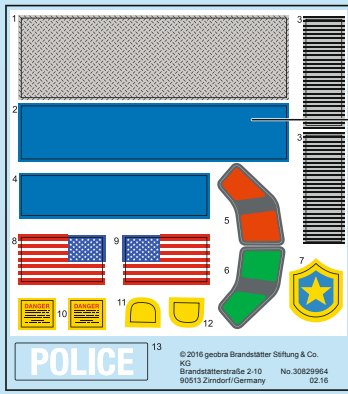 1
3
2
3
4
5
8
9
6
7
DANGER
DANGER
10
11
12
POLICE
13
© 2016 geobra Brandstätter Stiftung & Co.
KG
Brandstätterstraße 2-10 No.30829964
90513 Zirndorf/Germany 02.16